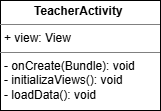 TeacherActivity
+ view: View
- onCreate(Bundle): void
- initializaViews(): void
- loadData(): void